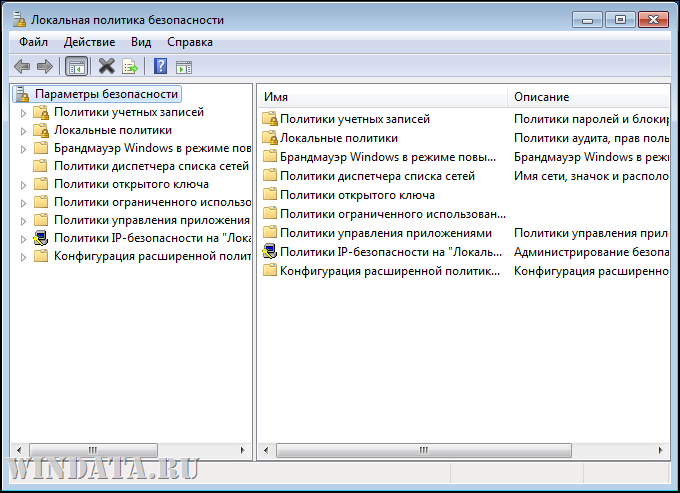 Локальная политика безопасности
Файл Действие Вид Справка
Параметры безопасности
Политики учетных записей
Локальные политики
Брандмауэр Windows в режиме повы
Политики диспетчера списка сетей
Политики открытого ключа
Политики ограниченного использова
Политики управления приложения
Политики IP-безопасности на "Лока
Конфигурация расширенной полит
Имя Описание
Политики учетных записей Политики паролей и блокир
Локальные политики Политики аудита, прав поль
Брандмауэр Windows в режиме повы... Брандмауэр Windows в реж
Политики диспетчера списка сетей Имя сети, значок и располо
Политики открытого ключа
Политики ограниченного использован...
Политики управления приложениями Политики управления прил
Политики IP-безопасности на "Локаль... Администрирование безопа
Конфигурация расширенной политик... Конфигурация расширенно
WINDATA.RU